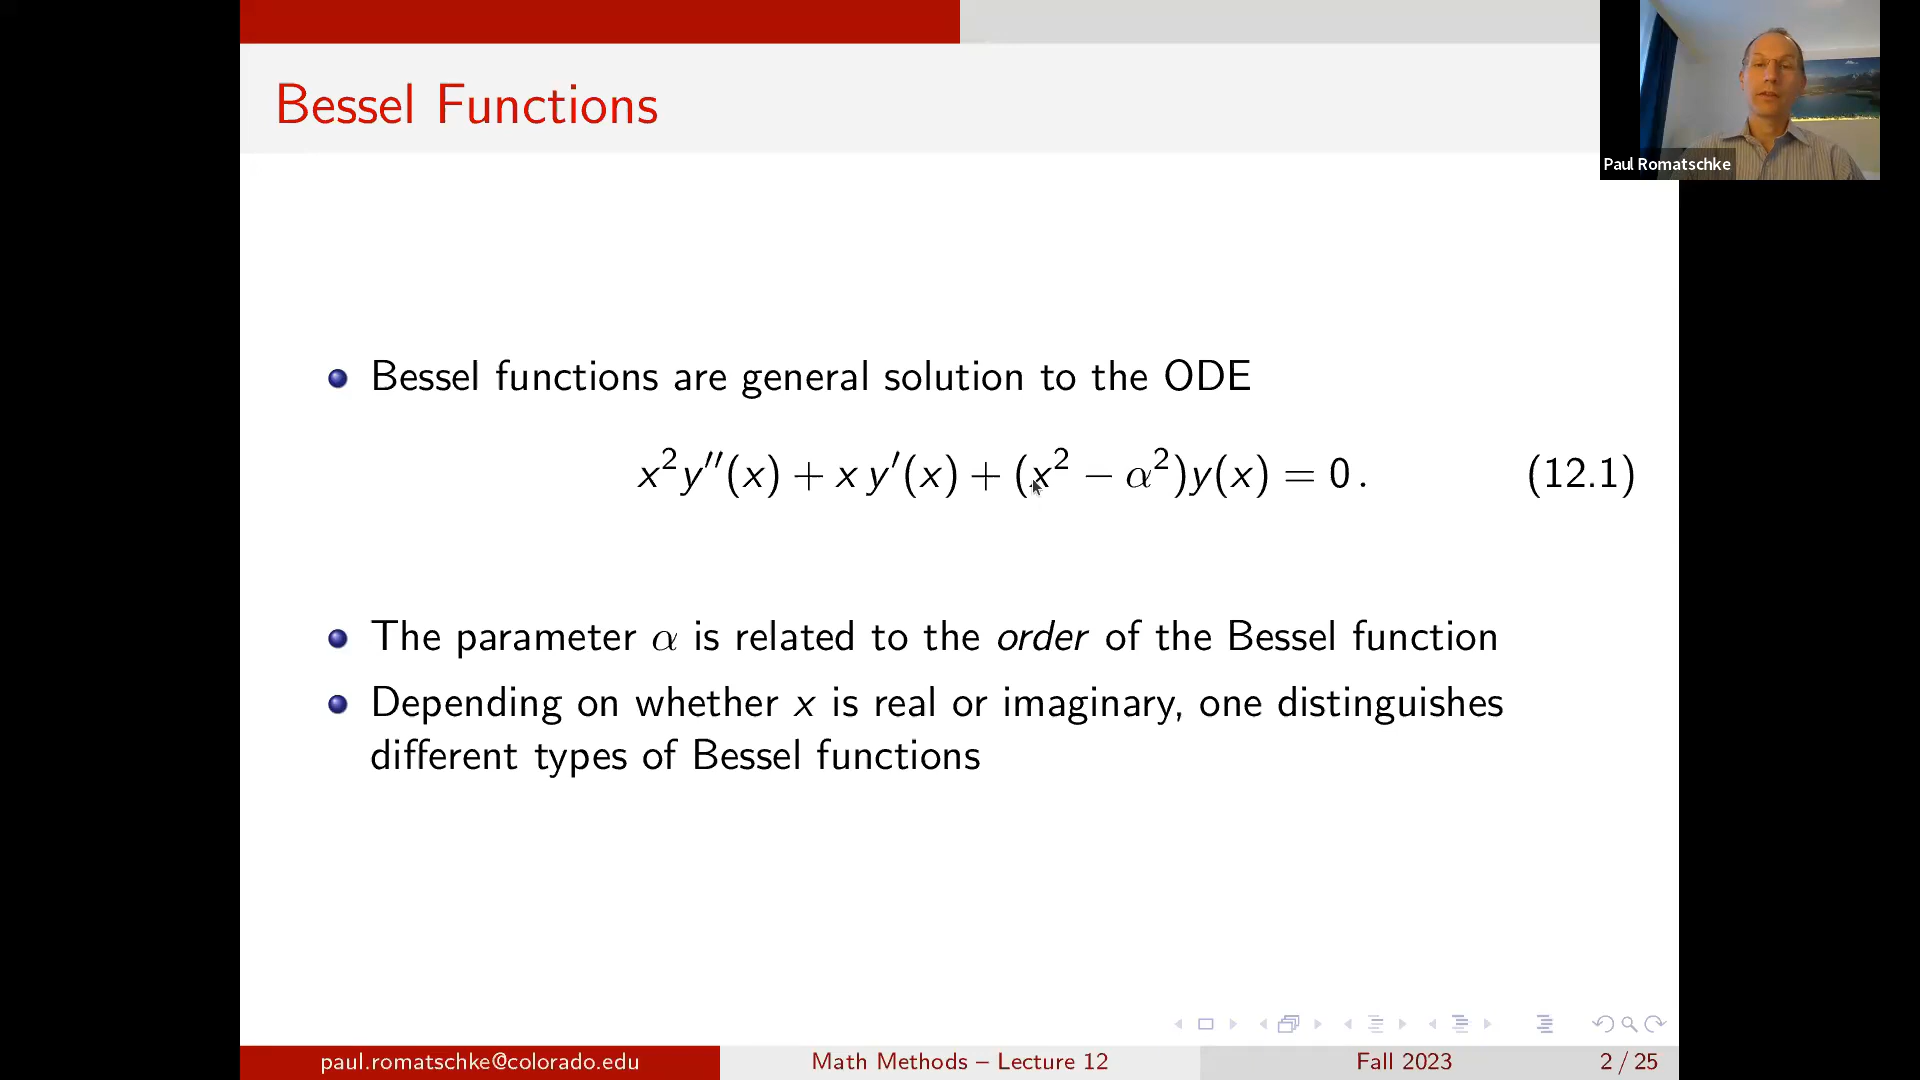 Bessel Functions
Paul Romatschke
Bessel functions are general solution to the ODE
x²y′′(x) + x y′(x) + (x² − α²)y(x) = 0 . (12.1)
The parameter α is related to the order of the Bessel function
Depending on whether x is real or imaginary, one distinguishes
different types of Bessel functions
paul.romatschke@colorado.edu Math Methods – Lecture 12 Fall 2023 2 / 25